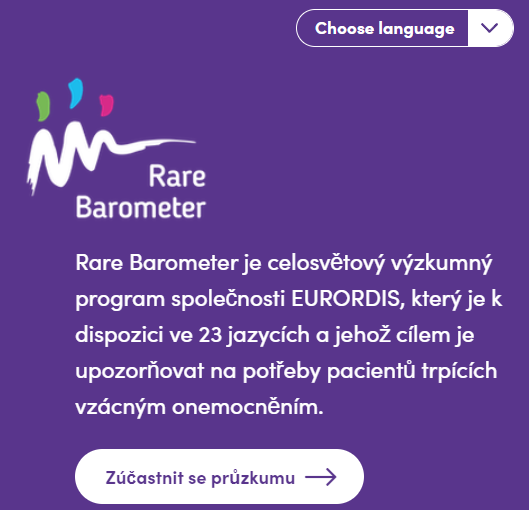 Choose language
Rare
Barometer
Rare Barometer je celosvětový výzkumný
program společnosti EURORDIS, který je k
dispozici ve 23 jazycích a jehož cílem je
upozorňovat na potřeby pacientů trpících
vzácným onemocněním.
Zúčastnit se průzkumu